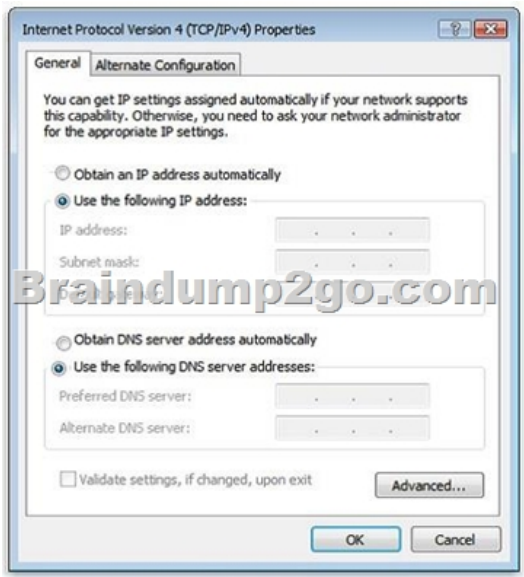 Internet Protocol Version 4 (TCP/IPv4) Properties
General
Alternate Configuration
You can get IP settings assigned automatically if your network supports
this capability. Otherwise, you need to ask your network administrator
for the appropriate IP settings.
Obtain an IP address automatically
Use the following IP address:
IP address:
Subnet mask:
Braindump2go.com
Obtain DNS server address automatically
Use the following DNS server addresses:
Preferred DNS server:
Alternate DNS server:
Validate settings, if changed, upon exit
Advanced...
OK
Cancel